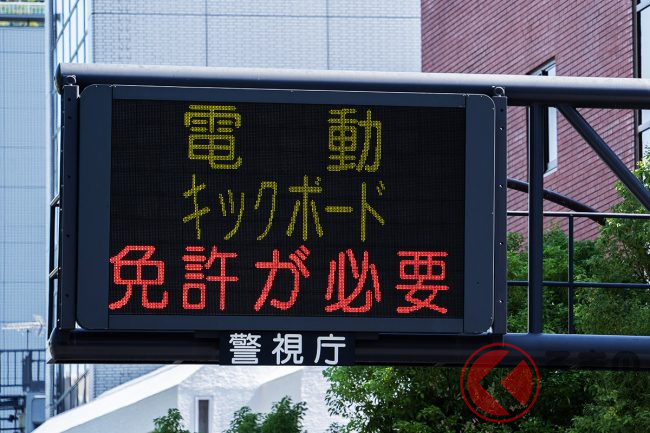 電動
キックボード
免許が必要
警視庁